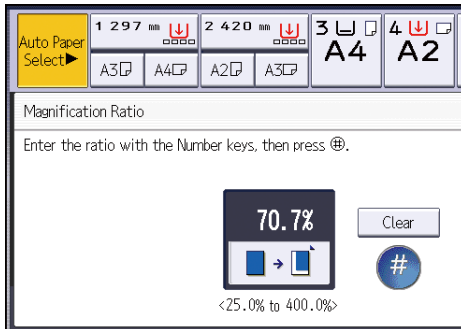 Auto Paper
Select►
1 297 mm
2 420 mm
3
A4
4
A2
A3
A4
A2
A3
Magnification Ratio
Enter the ratio with the Number keys, then press #.
70.7%
Clear
#
<25.0% to 400.0%>